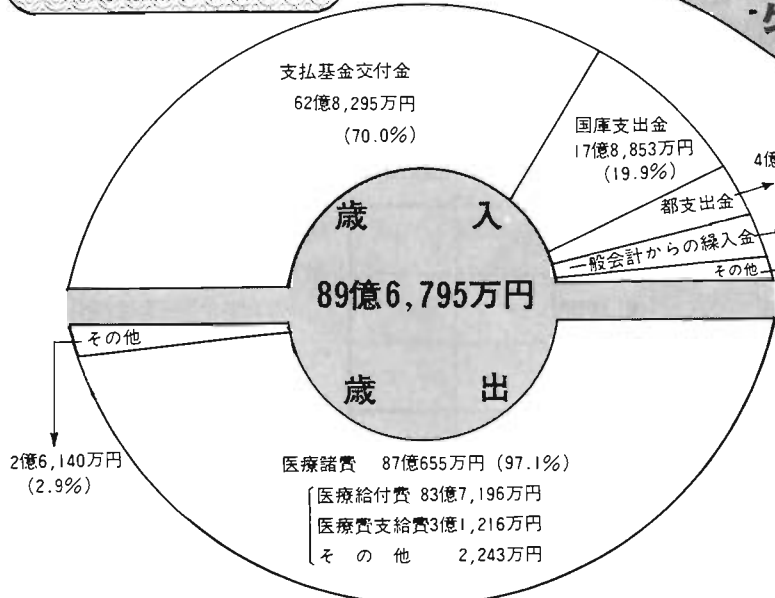 支払基金交付金
62億8,295万円
(70.0%)
国庫支出金
17億8,853万円
(19.9%)
4億
都支出金
一般会計からの繰入金
その他
歳 入
89億6,795万円
歳 出
その他
2億6,140万円
(2.9%)
医療諸費 87億655万円 (97.1%)
医療給付費 83億7,196万円
医療費支給費3億1,216万円
そ の 他 2,243万円